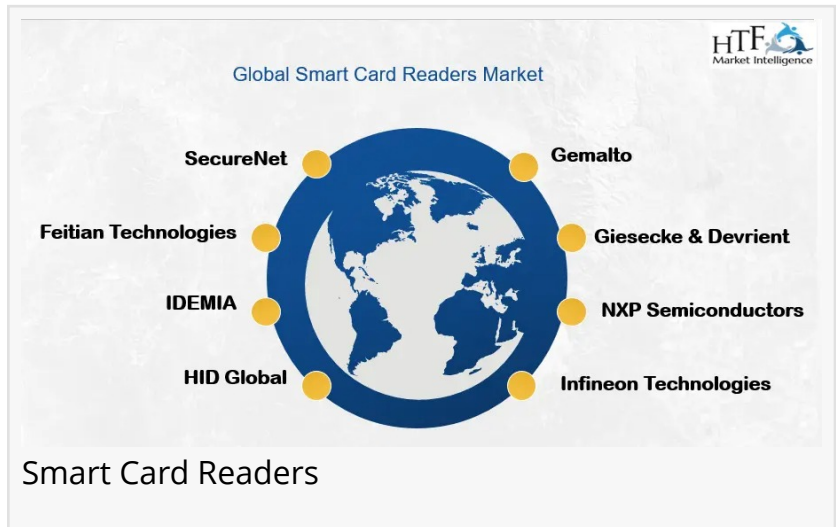 HTF
Market Intelligence
Global Smart Card Readers Market
SecureNet
Gemalto
Feitian Technologies
Giesecke & Devrient
IDEMIA
NXP Semiconductors
HID Global
Infineon Technologies
Smart Card Readers